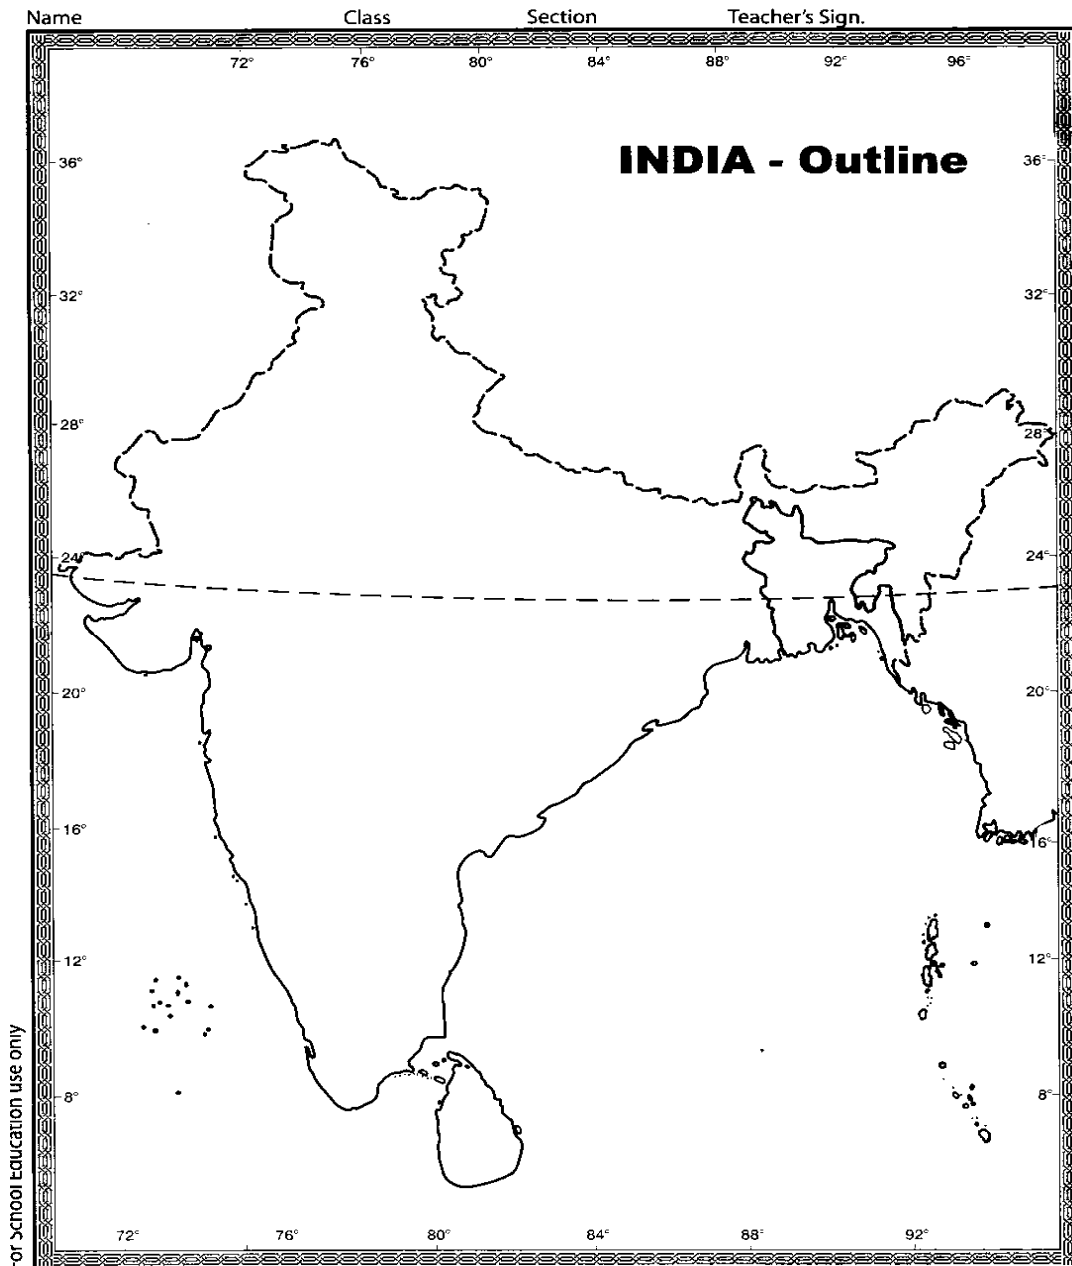 Name Class Section Teacher's Sign.
72° 76° 80° 84° 88° 92° 96°
INDIA - Outline
36° 36°
32° 32°
28° 28°
24° 24°
20° 20°
16° 16°
12° 12°
8° 8°
72° 76° 80° 84° 88° 92°
or School Education use only